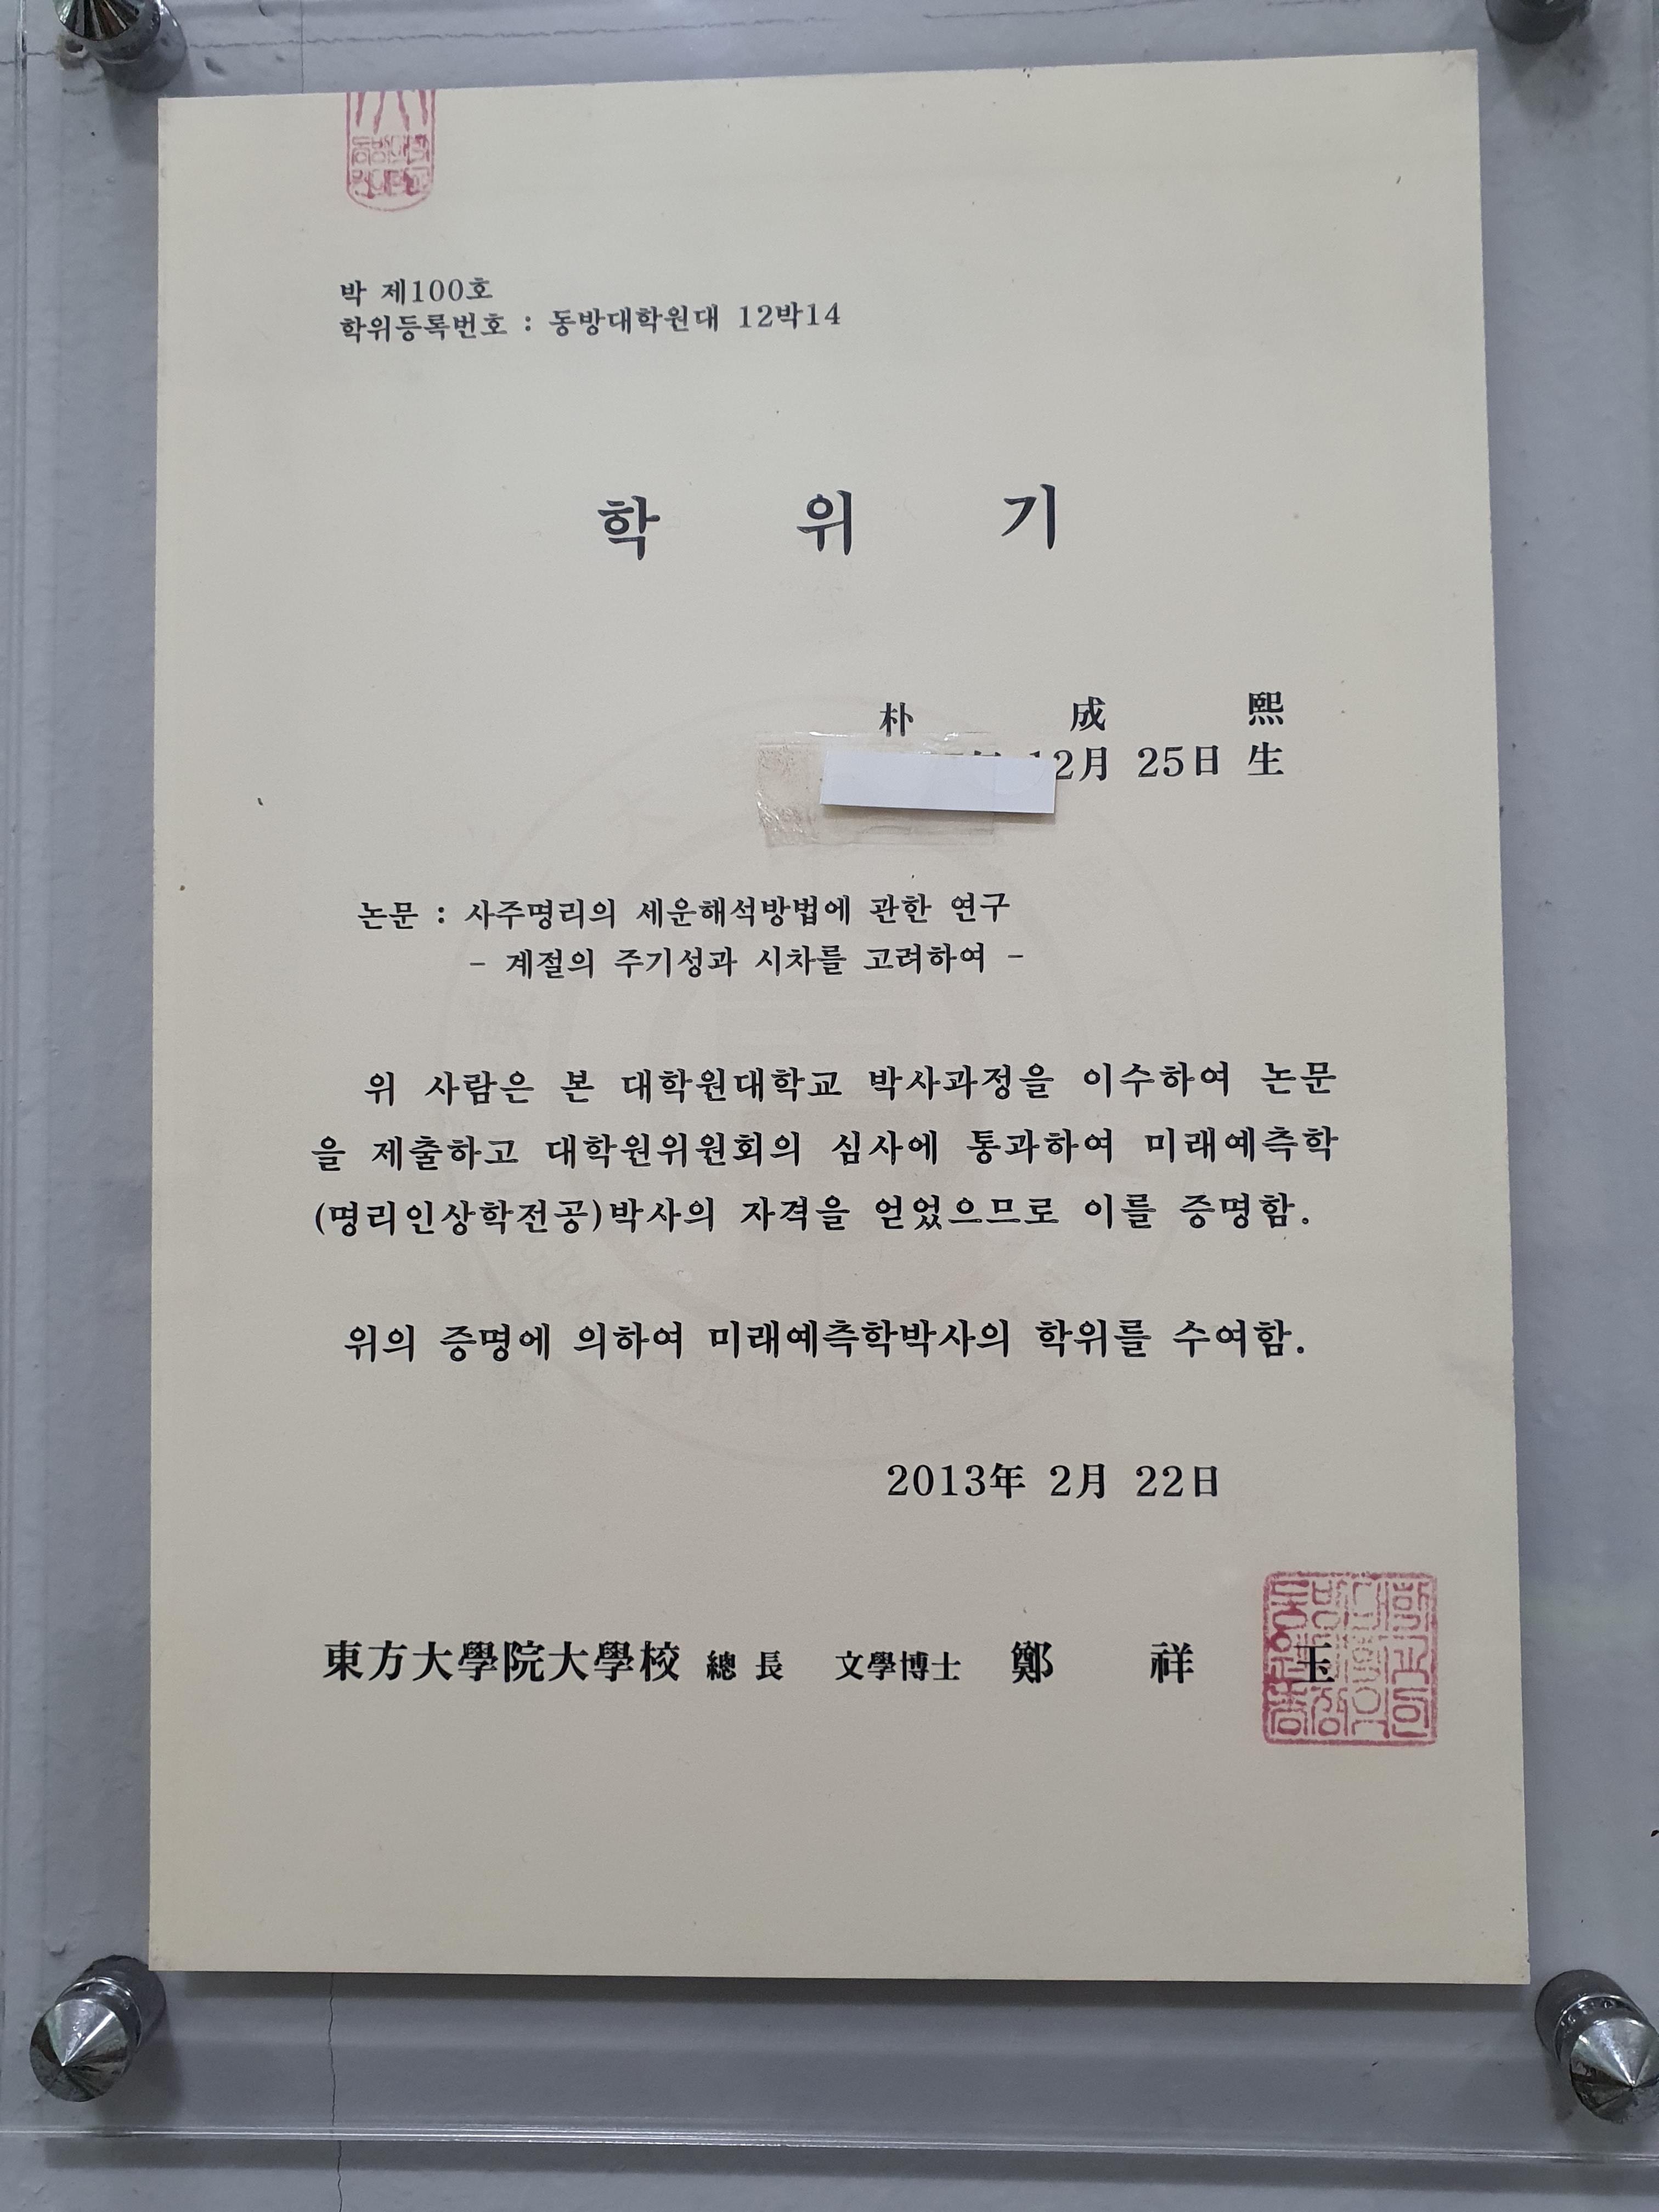 박 제100호
학위등록번호 : 동방대학원대 12박14
학 위 기
朴 成 熙
12月 25日 生
논문 : 사주명리의 세운해석방법에 관한 연구
- 계절의 주기성과 시차를 고려하여 -
위 사람은 본 대학원대학교 박사과정을 이수하여 논문
을 제출하고 대학원위원회의 심사에 통과하여 미래예측학
(명리인상학전공)박사의 자격을 얻었으므로 이를 증명함.
위의 증명에 의하여 미래예측학박사의 학위를 수여함.
2013年 2月 22日
東方大學院大學校 總 長 文學博士 鄭 祥 玉